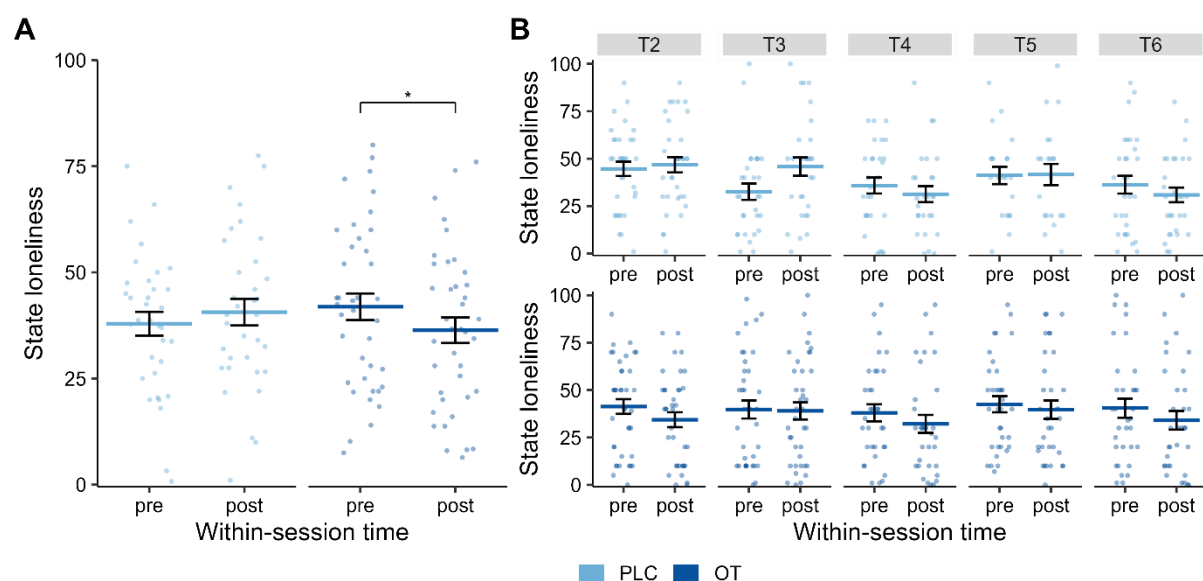 A
State loneliness
100
75
50
25
0
*
pre post pre post
Within-session time
B
T2 T3 T4 T5 T6
State loneliness
100
75
50
25
0
pre post pre post pre post pre post pre post
State loneliness
100
75
50
25
0
pre post pre post pre post pre post pre post
Within-session time
PLC OT